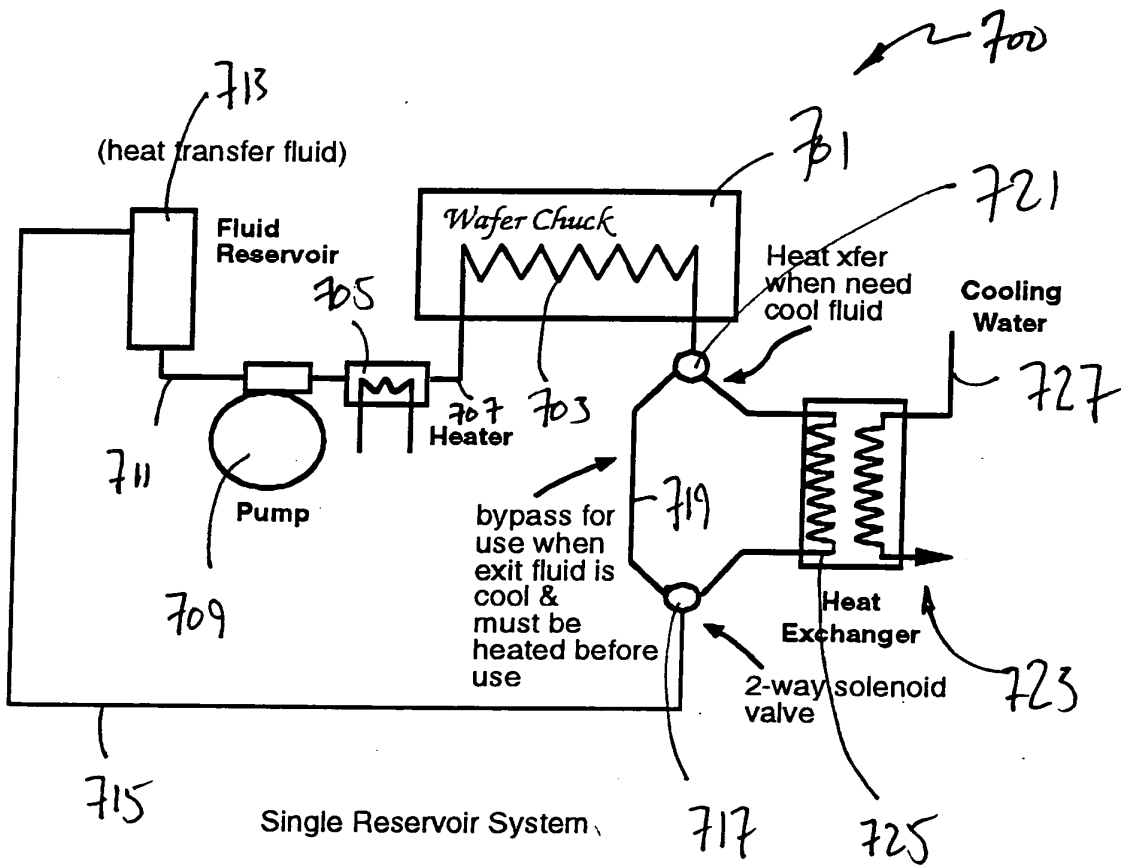 700
713
(heat transfer fluid)
701
721
Wafer Chuck
Fluid
Reservoir
705
Heat xfer
when need
cool fluid
Cooling
Water
707
703
727
Heater
711
Pump
719
bypass for
use when
exit fluid is
cool &
must be
heated before
use
709
Heat
Exchanger
2-way solenoid
valve
723
715
Single Reservoir System
717
725